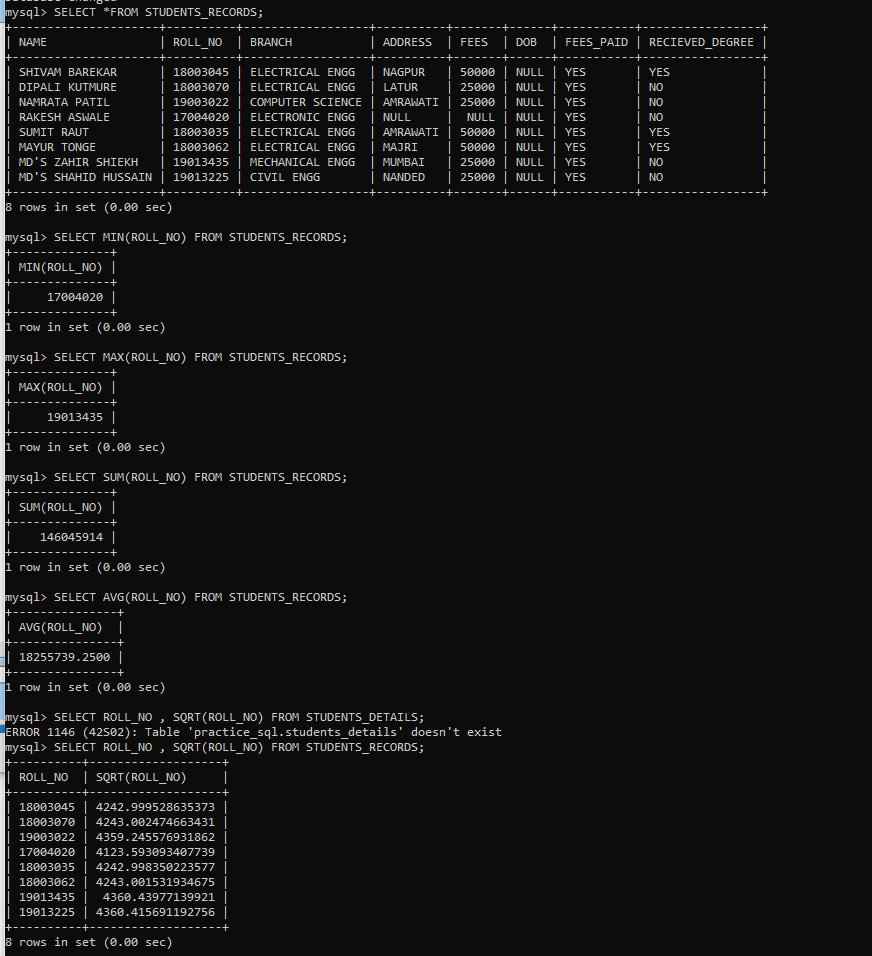 mysql> SELECT *FROM STUDENTS_RECORDS;
+--------------------+----------+------------------+----------+-------+------+-----------+-----------------+
| NAME               | ROLL_NO  | BRANCH           | ADDRESS  | FEES  | DOB  | FEES_PAID | RECIEVED_DEGREE |
+--------------------+----------+------------------+----------+-------+------+-----------+-----------------+
| SHIVAM BAREKAR     | 18003045 | ELECTRICAL ENGG  | NAGPUR   | 50000 | NULL | YES       | YES             |
| DIPALI KUTMURE     | 18003070 | ELECTRICAL ENGG  | LATUR    | 25000 | NULL | YES       | NO              |
| NAMRATA PATIL      | 19003022 | COMPUTER SCIENCE | AMRAWATI | 25000 | NULL | YES       | NO              |
| RAKESH ASWALE      | 17004020 | ELECTRONIC ENGG  | NULL     |  NULL | NULL | YES       | NO              |
| SUMIT RAUT         | 18003035 | ELECTRICAL ENGG  | AMRAWATI | 50000 | NULL | YES       | YES             |
| MAYUR TONGE        | 18003062 | ELECTRICAL ENGG  | MAJRI    | 50000 | NULL | YES       | YES             |
| MD'S ZAHIR SHIEKH  | 19013435 | MECHANICAL ENGG  | MUMBAI   | 25000 | NULL | YES       | NO              |
| MD'S SHAHID HUSSAIN | 19013225 | CIVIL ENGG       | NANDED   | 25000 | NULL | YES       | NO              |
+--------------------+----------+------------------+----------+-------+------+-----------+-----------------+
8 rows in set (0.00 sec)
mysql> SELECT MIN(ROLL_NO) FROM STUDENTS_RECORDS;
+--------------+
| MIN(ROLL_NO) |
+--------------+
|     17004020 |
+--------------+
1 row in set (0.00 sec)
mysql> SELECT MAX(ROLL_NO) FROM STUDENTS_RECORDS;
+--------------+
| MAX(ROLL_NO) |
+--------------+
|     19013435 |
+--------------+
1 row in set (0.00 sec)
mysql> SELECT SUM(ROLL_NO) FROM STUDENTS_RECORDS;
+--------------+
| SUM(ROLL_NO) |
+--------------+
|    146045914 |
+--------------+
1 row in set (0.00 sec)
mysql> SELECT AVG(ROLL_NO) FROM STUDENTS_RECORDS;
+---------------+
| AVG(ROLL_NO)  |
+---------------+
| 18255739.2500 |
+---------------+
1 row in set (0.00 sec)
mysql> SELECT ROLL_NO , SQRT(ROLL_NO) FROM STUDENTS_DETAILS;
ERROR 1146 (42S02): Table 'practice_sql.students_details' doesn't exist
mysql> SELECT ROLL_NO , SQRT(ROLL_NO) FROM STUDENTS_RECORDS;
+----------+-------------------+
| ROLL_NO  | SQRT(ROLL_NO)     |
+----------+-------------------+
| 18003045 | 4242.999528635373 |
| 18003070 | 4243.002474663431 |
| 19003022 | 4359.245576931862 |
| 17004020 | 4123.593093407739 |
| 18003035 | 4242.998350223577 |
| 18003062 | 4243.001531934675 |
| 19013435 |  4360.43977139921 |
| 19013225 | 4360.415691192756 |
+----------+-------------------+
8 rows in set (0.00 sec)